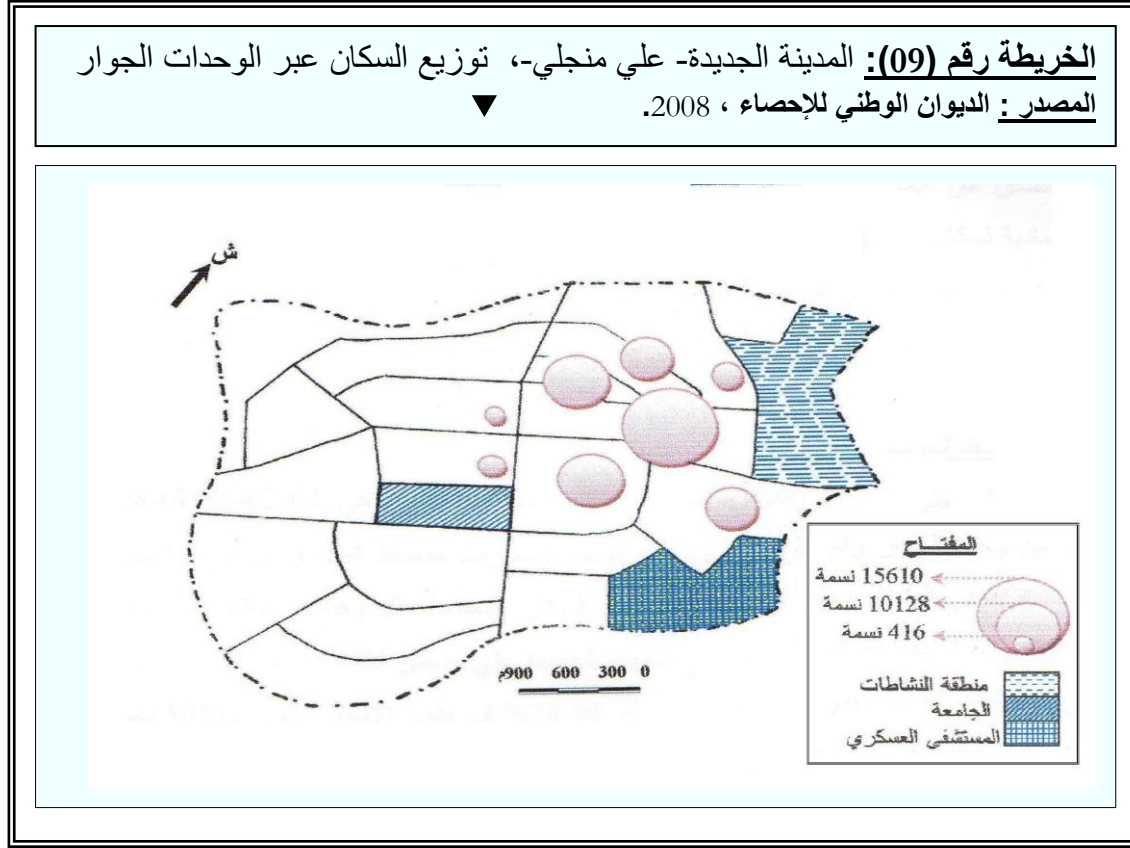 الخريطة رقم (09): المدينة الجديدة- علي منجلي-، توزيع السكان عبر الوحدات الجوار
المصدر : الديوان الوطني للإحصاء ، 2008. ▼
ش
المفتـــاح
15610 نسمة
10128 نسمة
416 نسمة
منطقة النشاطات
الجامعة
المستشفى العسكري
0 300 600 900م